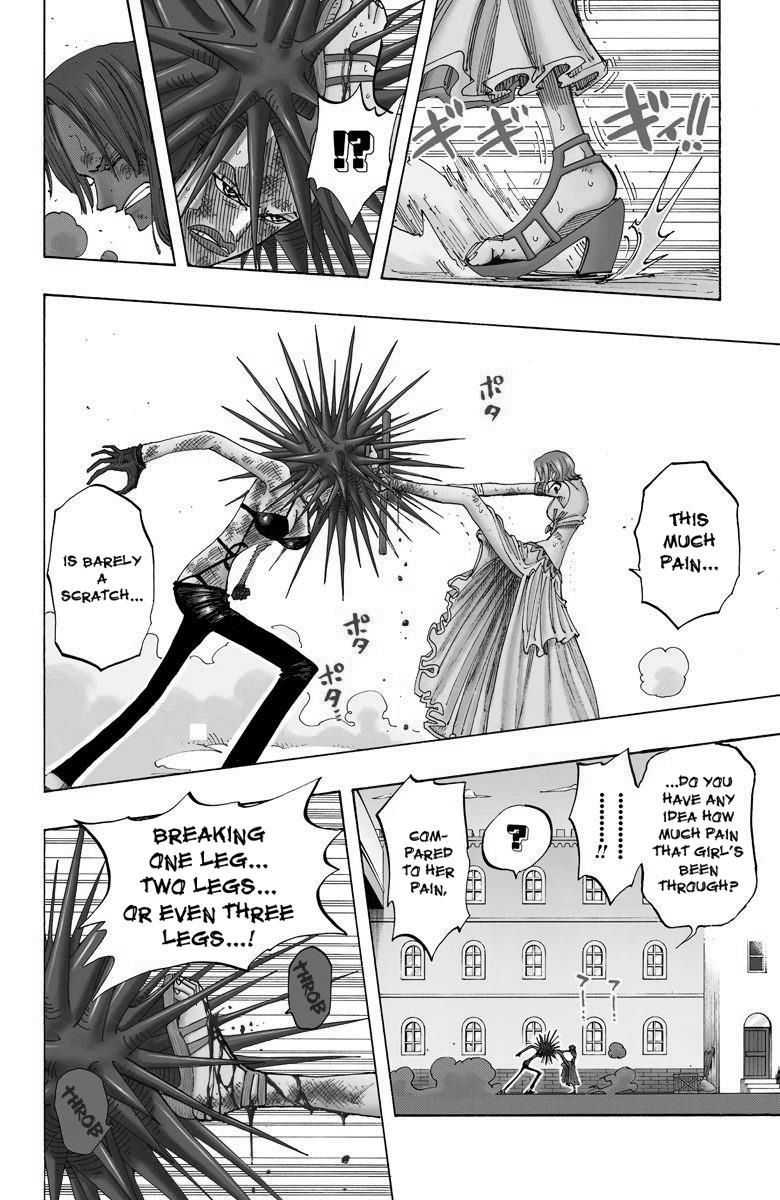 ギィ!!
ギギ
!?
THIS
MUCH
PAIN...
ポタ
ポタ
ポタ
IS BARELY
A
SCRATCH...
...DO YOU
HAVE ANY
IDEA HOW
MUCH PAIN
THAT GIRL'S
BEEN
THROUGH?
......!!
?
COM-
PARED
TO HER
PAIN,
BREAKING
ONE LEG...
TWO LEGS...
OR EVEN THREE
LEGS...!
THROB
THROB